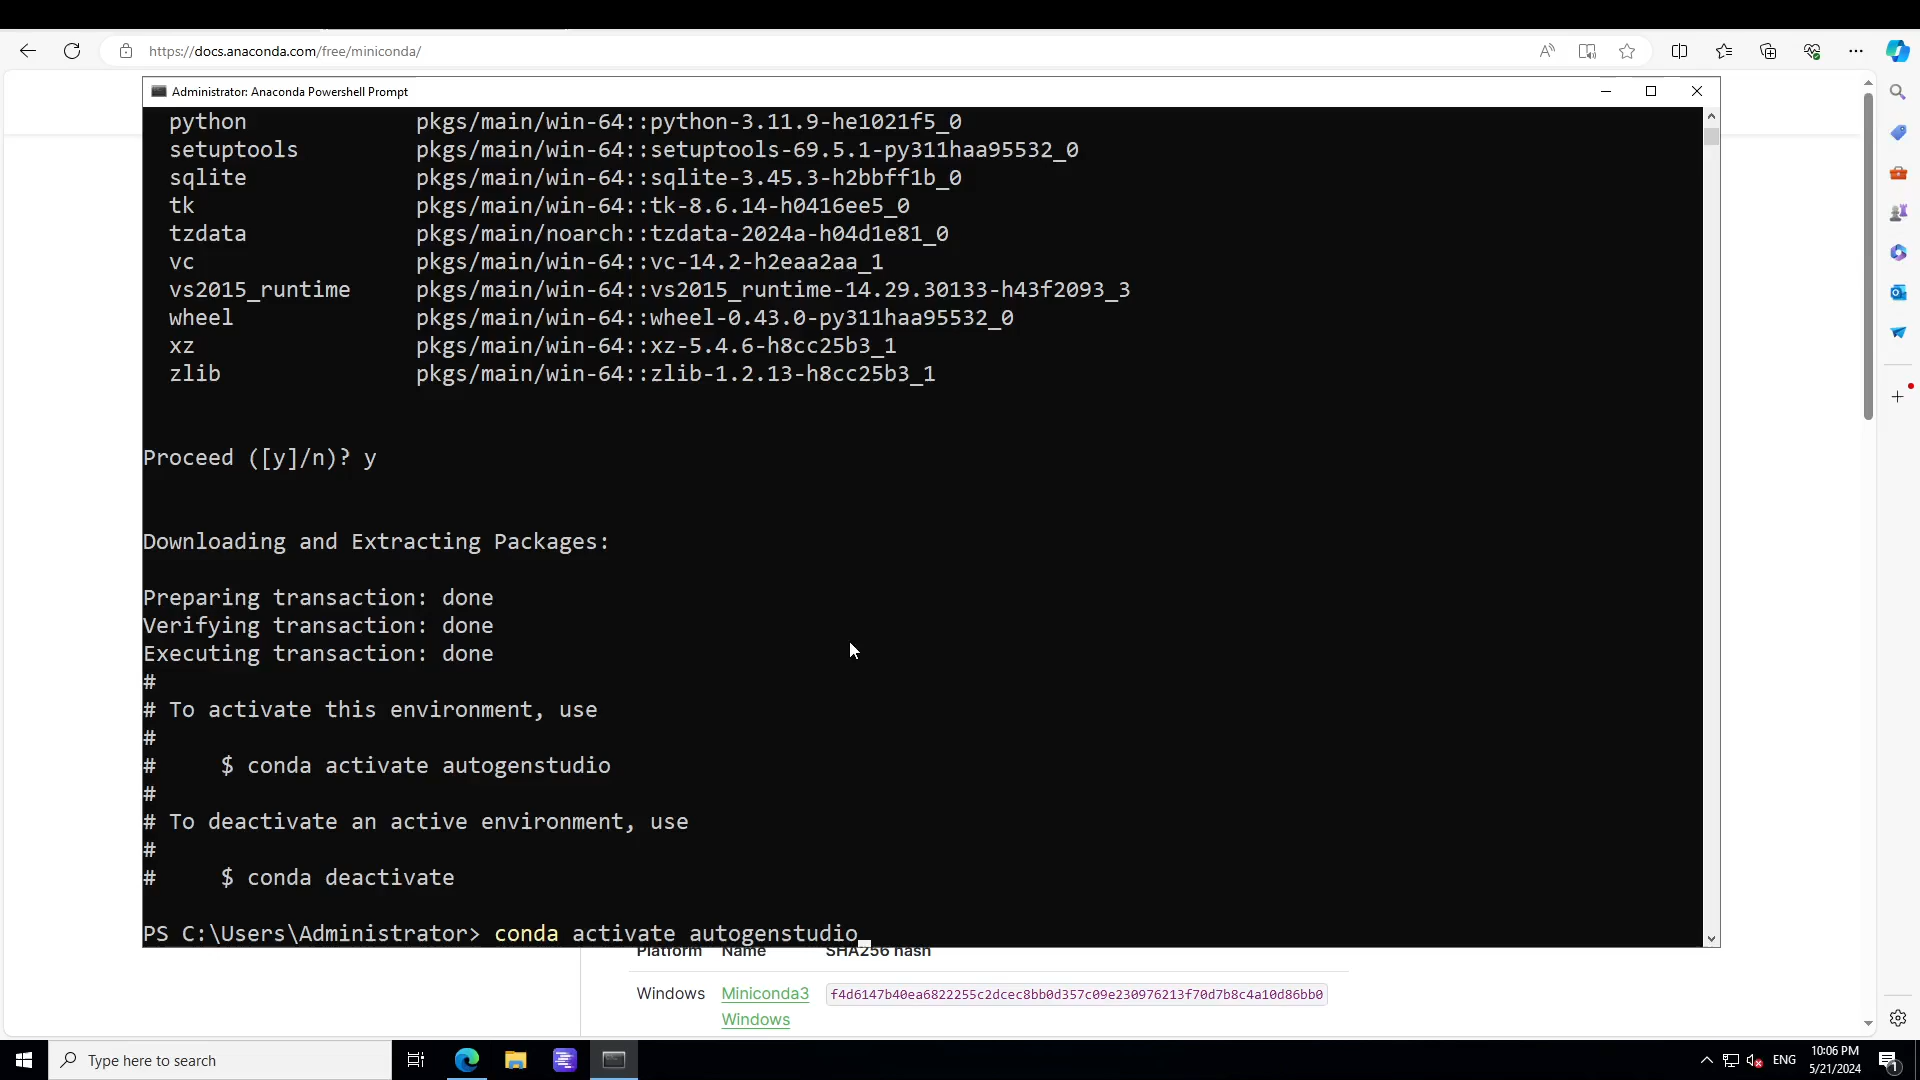 https://docs.anaconda.com/free/miniconda/
Administrator: Anaconda Powershell Prompt
python pkgs/main/win-64::python-3.11.9-he1021f5_0
setuptools pkgs/main/win-64::setuptools-69.5.1-py311haa95532_0
sqlite pkgs/main/win-64::sqlite-3.45.3-h2bbff1b_0
tk pkgs/main/win-64::tk-8.6.14-h0416ee5_0
tzdata pkgs/main/noarch::tzdata-2024a-h04d1e81_0
vc pkgs/main/win-64::vc-14.2-h2eaa2aa_1
vs2015_runtime pkgs/main/win-64::vs2015_runtime-14.29.30133-h43f2093_3
wheel pkgs/main/win-64::wheel-0.43.0-py311haa95532_0
xz pkgs/main/win-64::xz-5.4.6-h8cc25b3_1
zlib pkgs/main/win-64::zlib-1.2.13-h8cc25b3_1
Proceed ([y]/n)? y
Downloading and Extracting Packages:
Preparing transaction: done
Verifying transaction: done
Executing transaction: done
#
# To activate this environment, use
#
# $ conda activate autogenstudio
#
# To deactivate an active environment, use
#
# $ conda deactivate
PS C:\Users\Administrator> conda activate autogenstudio
Platform Name SHA256 hash
Windows Miniconda3 f4d6147b40ea6822255c2dcec8bb0d357c09e230976213f70d7b8c4a10d86bb0
Windows
Type here to search
ENG
10:06 PM
5/21/2024
1